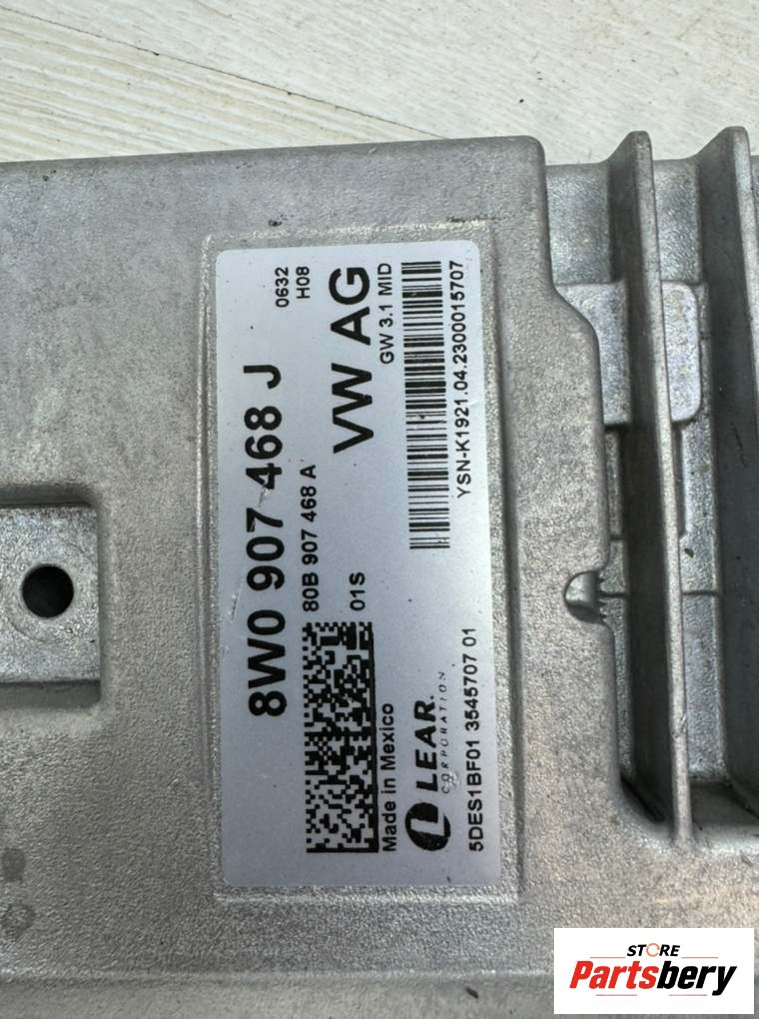 8W0 907 468 J
0632
H08
80B 907 468 A
01S
VW AG
GW 3.1 MID
Made in Mexico
LEAR.
CORPORATION
YSN-K1921.04.2300015707
5DES1BF01 3545707 01
STORE
Partsbery